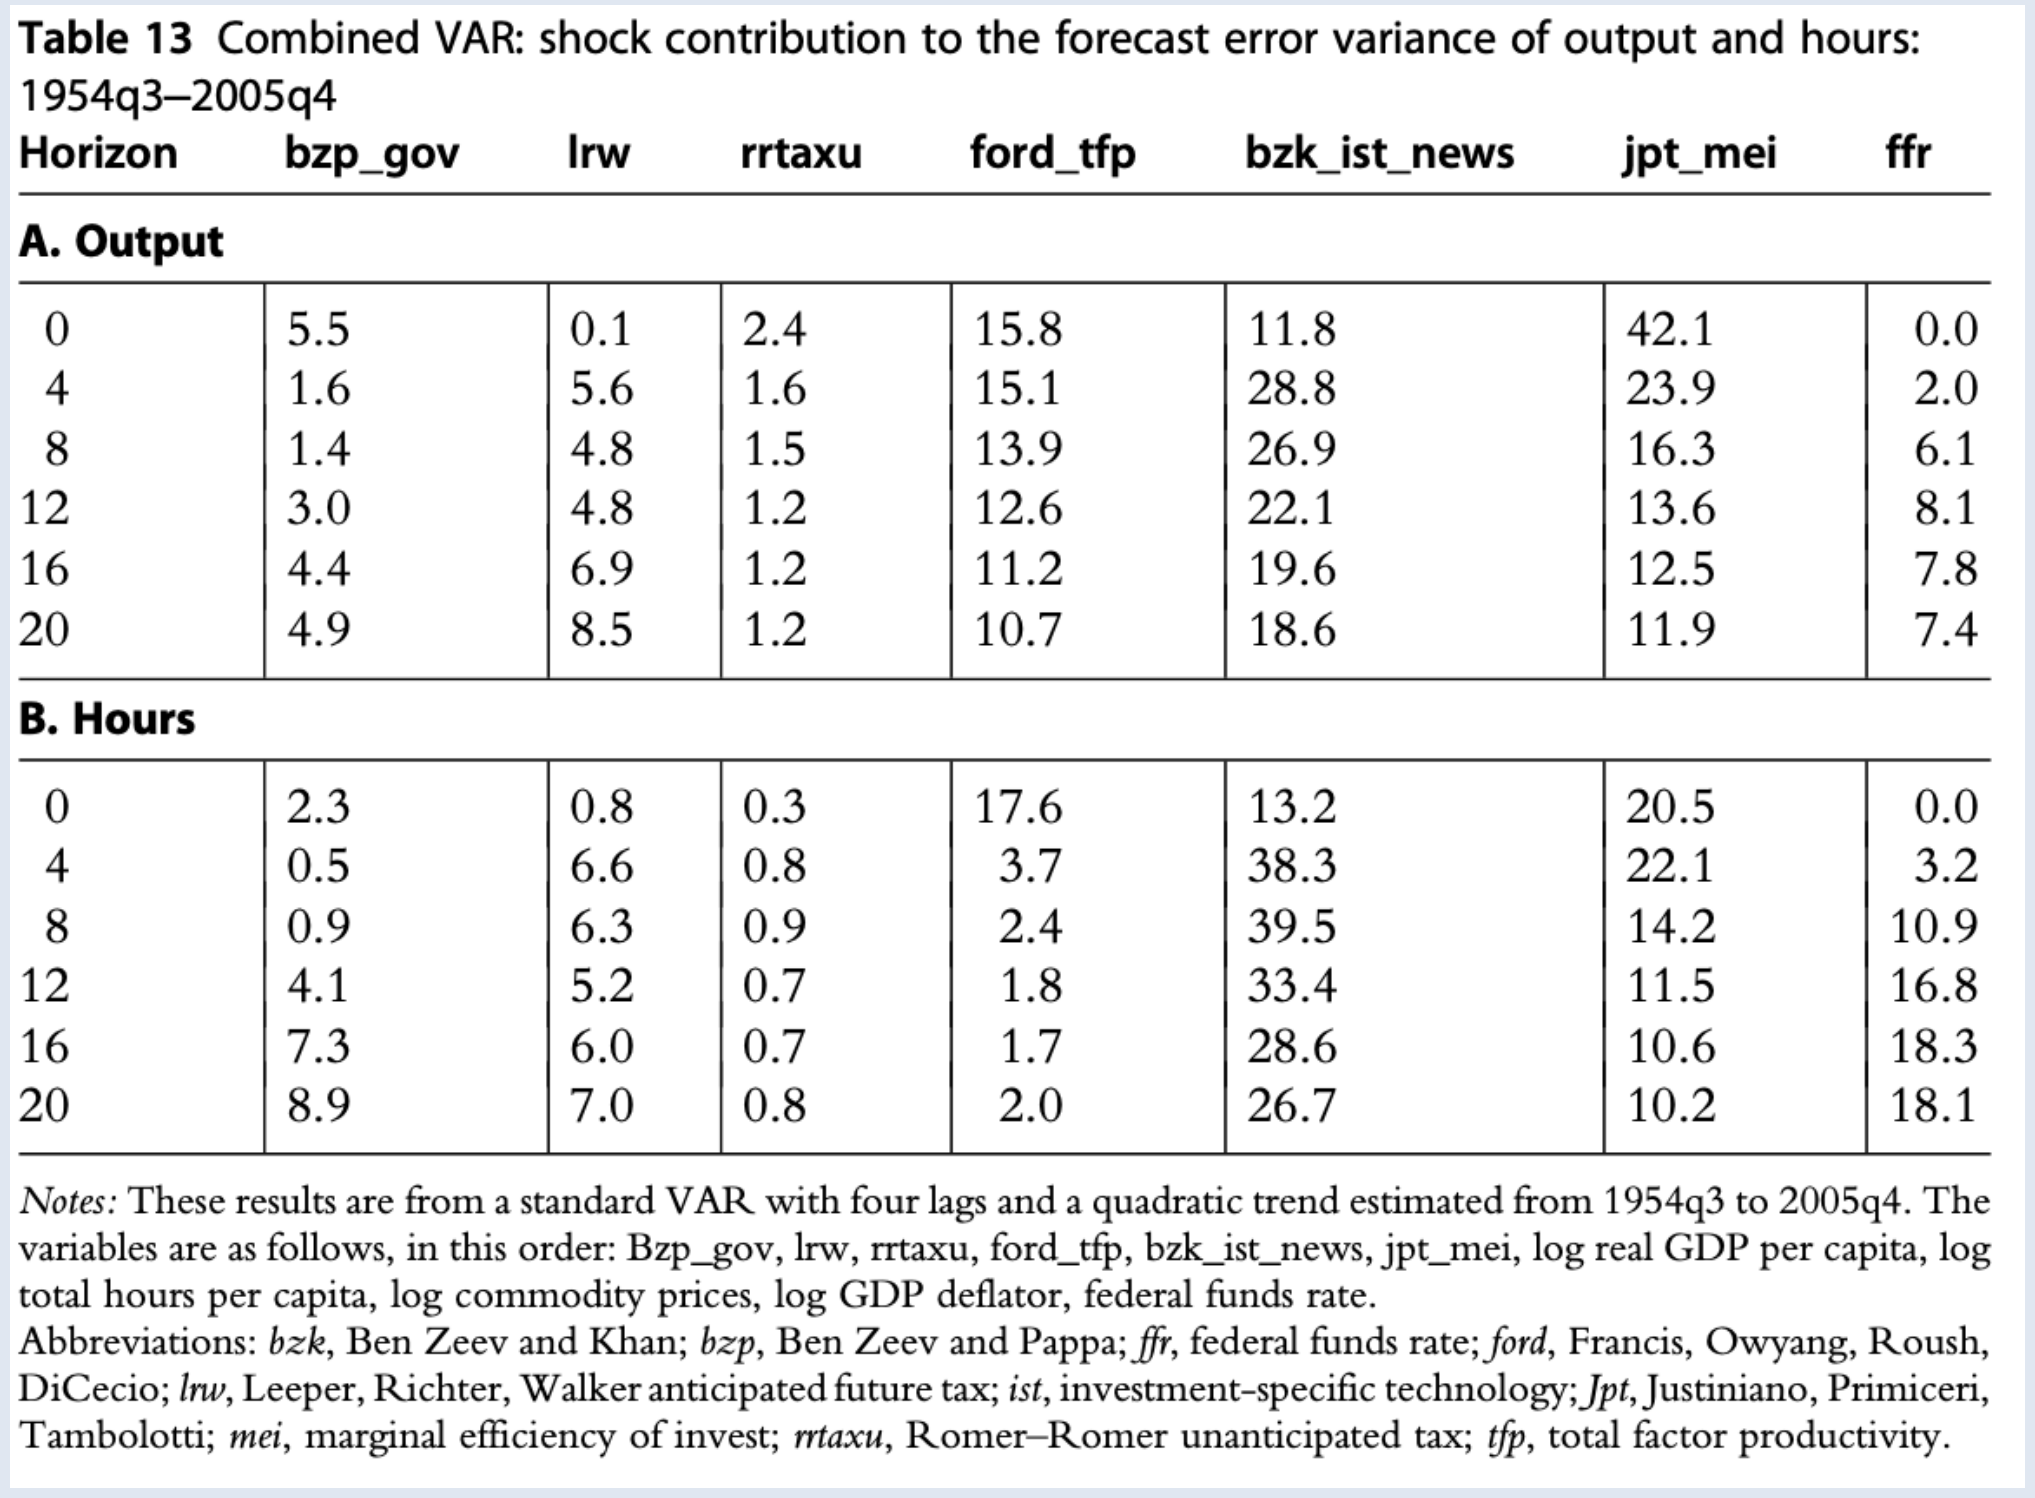 Table 13 Combined VAR: shock contribution to the forecast error variance of output and hours:
1954q3–2005q4
Horizon bzp_gov lrw rrtaxu ford_tfp bzk_ist_news jpt_mei ffr
A. Output
0 5.5 0.1 2.4 15.8 11.8 42.1 0.0
4 1.6 5.6 1.6 15.1 28.8 23.9 2.0
8 1.4 4.8 1.5 13.9 26.9 16.3 6.1
12 3.0 4.8 1.2 12.6 22.1 13.6 8.1
16 4.4 6.9 1.2 11.2 19.6 12.5 7.8
20 4.9 8.5 1.2 10.7 18.6 11.9 7.4
B. Hours
0 2.3 0.8 0.3 17.6 13.2 20.5 0.0
4 0.5 6.6 0.8 3.7 38.3 22.1 3.2
8 0.9 6.3 0.9 2.4 39.5 14.2 10.9
12 4.1 5.2 0.7 1.8 33.4 11.5 16.8
16 7.3 6.0 0.7 1.7 28.6 10.6 18.3
20 8.9 7.0 0.8 2.0 26.7 10.2 18.1
Notes: These results are from a standard VAR with four lags and a quadratic trend estimated from 1954q3 to 2005q4. The
variables are as follows, in this order: Bzp_gov, lrw, rrtaxu, ford_tfp, bzk_ist_news, jpt_mei, log real GDP per capita, log
total hours per capita, log commodity prices, log GDP deflator, federal funds rate.
Abbreviations: bzk, Ben Zeev and Khan; bzp, Ben Zeev and Pappa; ffr, federal funds rate; ford, Francis, Owyang, Roush,
DiCecio; lrw, Leeper, Richter, Walker anticipated future tax; ist, investment-specific technology; Jpt, Justiniano, Primiceri,
Tambolotti; mei, marginal efficiency of invest; rrtaxu, Romer–Romer unanticipated tax; tfp, total factor productivity.